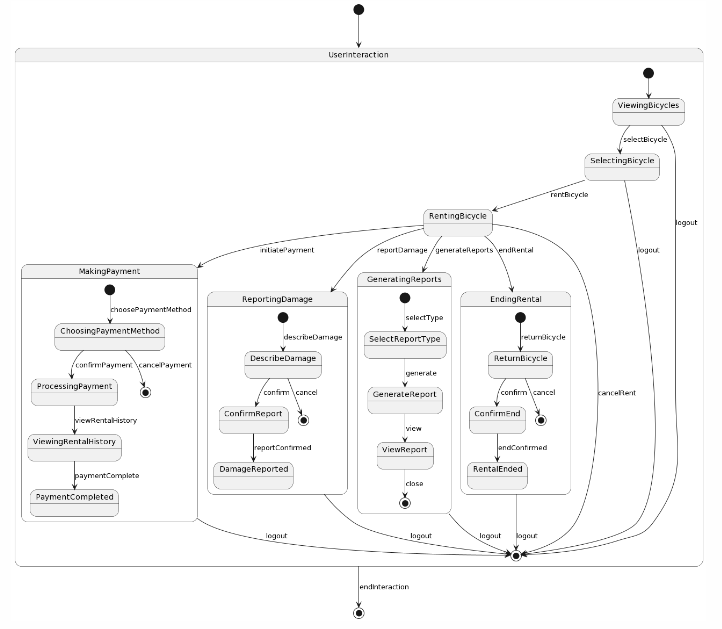 UserInteraction
ViewingBicycles
selectBicycle
SelectingBicycle
rentBicycle
logout
logout
RentingBicycle
initiatePayment
reportDamage
generateReports
endRental
cancelRent
MakingPayment
choosePaymentMethod
ChoosingPaymentMethod
confirmPayment
cancelPayment
ProcessingPayment
viewRentalHistory
ViewingRentalHistory
paymentComplete
PaymentCompleted
ReportingDamage
describeDamage
DescribeDamage
confirm
cancel
ConfirmReport
reportConfirmed
DamageReported
GeneratingReports
selectType
SelectReportType
generate
GenerateReport
view
ViewReport
close
EndingRental
returnBicycle
ReturnBicycle
confirm
cancel
ConfirmEnd
endConfirmed
RentalEnded
logout
logout
logout
logout
endInteraction